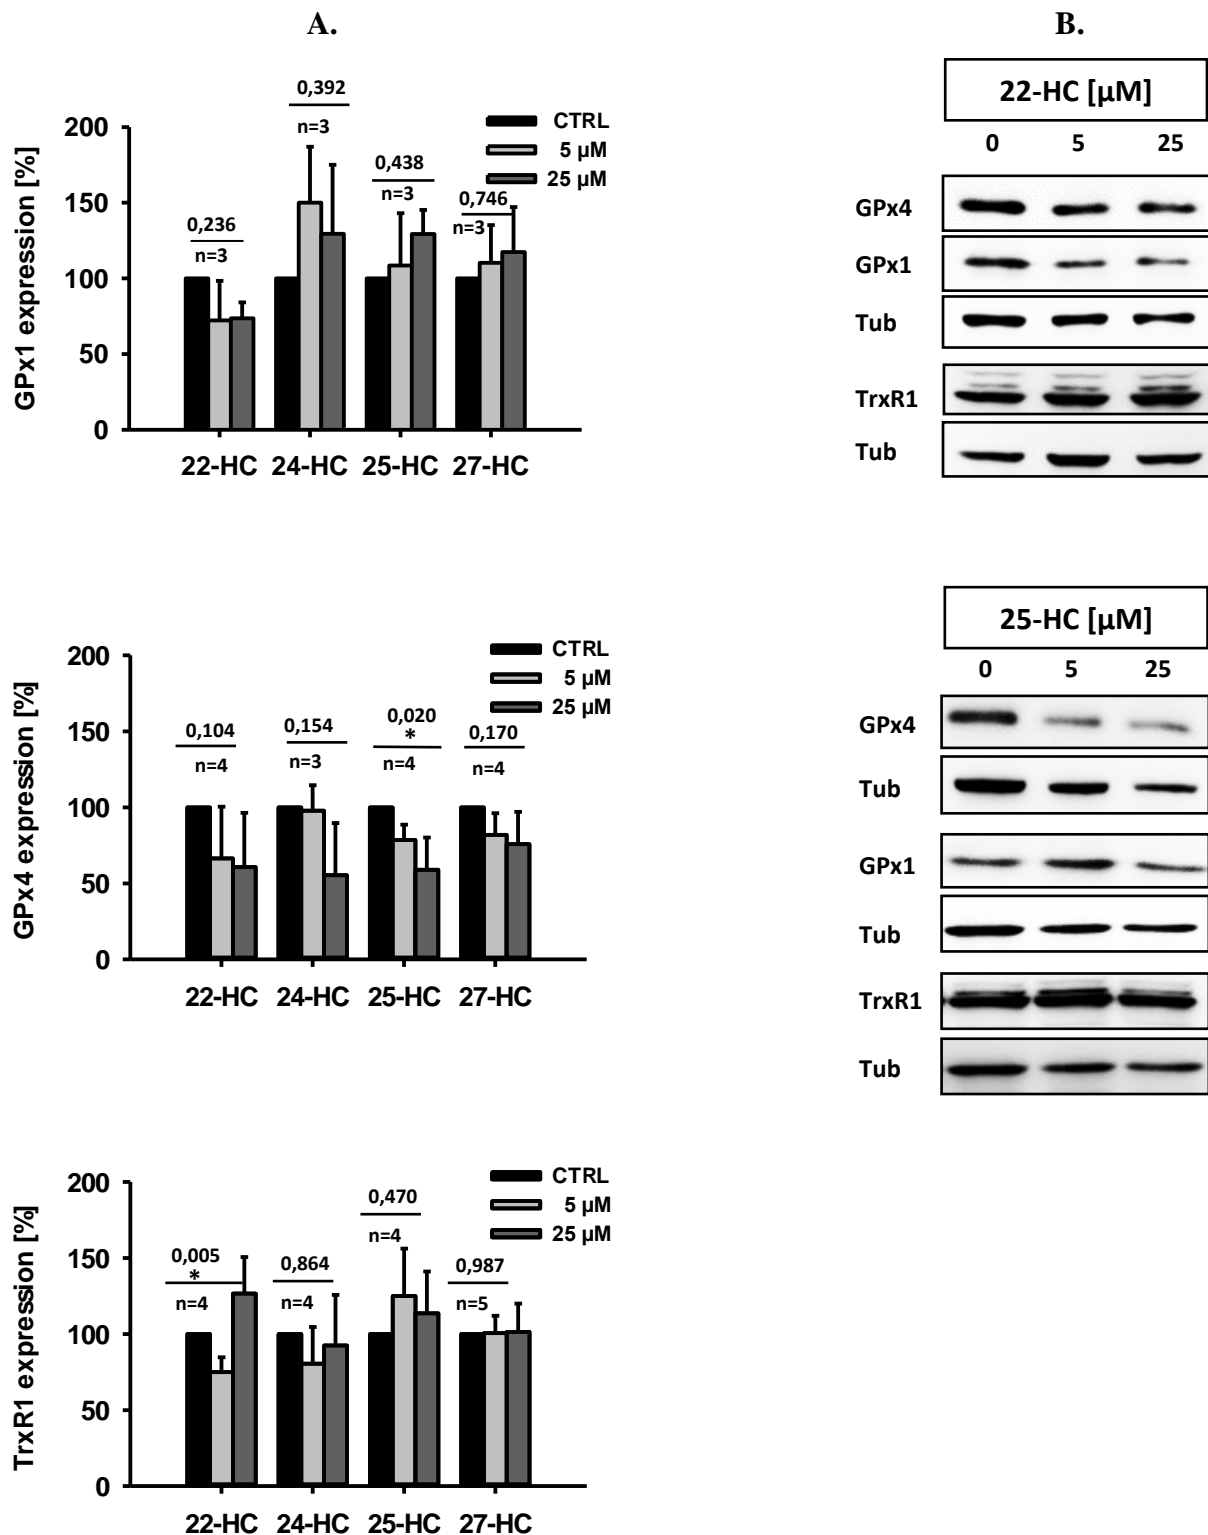 A.
GPx1 expression [%]
200
150
100
50
0
0,236
n=3
0,392
n=3
0,438
n=3
0,746
n=3
CTRL
5 µM
25 µM
22-HC 24-HC 25-HC 27-HC
GPx4 expression [%]
200
150
100
50
0
0,104
n=4
0,154
n=3
0,020
*
n=4
0,170
n=4
CTRL
5 µM
25 µM
22-HC 24-HC 25-HC 27-HC
TrxR1 expression [%]
200
150
100
50
0
0,005
*
n=4
0,864
n=4
0,470
n=4
0,987
n=5
CTRL
5 µM
25 µM
22-HC 24-HC 25-HC 27-HC
B.
22-HC [µM]
0 5 25
GPx4
GPx1
Tub
TrxR1
Tub
25-HC [µM]
0 5 25
GPx4
Tub
GPx1
Tub
TrxR1
Tub